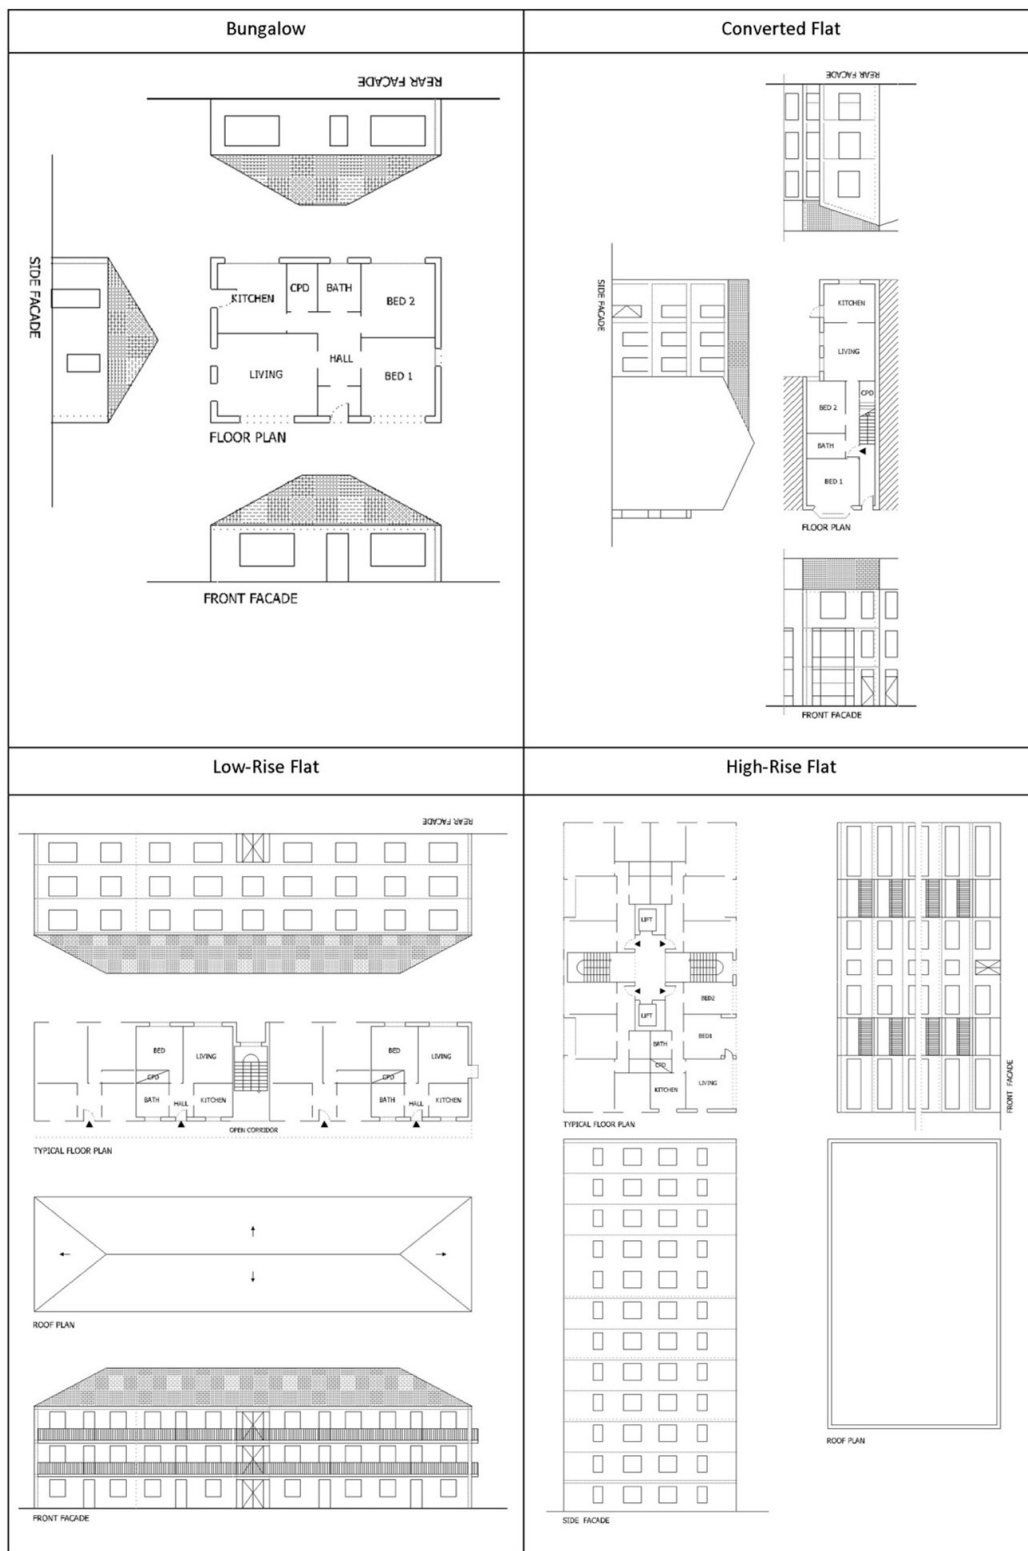 Bungalow
Converted Flat
REAR FACADE
SIDE FACADE
KITCHEN
CPD
BATH
BED 2
HALL
LIVING
BED 1
FLOOR PLAN
FRONT FACADE
REAR FACADE
SIDE FACADE
KITCHEN
LIVING
BED 2
CPD
BATH
BED 1
FLOOR PLAN
FRONT FACADE
Low-Rise Flat
High-Rise Flat
REAR FACADE
BED
LIVING
CPD
BATH
HALL
KITCHEN
BED
LIVING
CPD
BATH
HALL
KITCHEN
OPEN CORRIDOR
TYPICAL FLOOR PLAN
ROOF PLAN
FRONT FACADE
LIFT
BED2
LIFT
BED1
BATH
CPD
KITCHEN
LIVING
TYPICAL FLOOR PLAN
FRONT FACADE
ROOF PLAN
SIDE FACADE